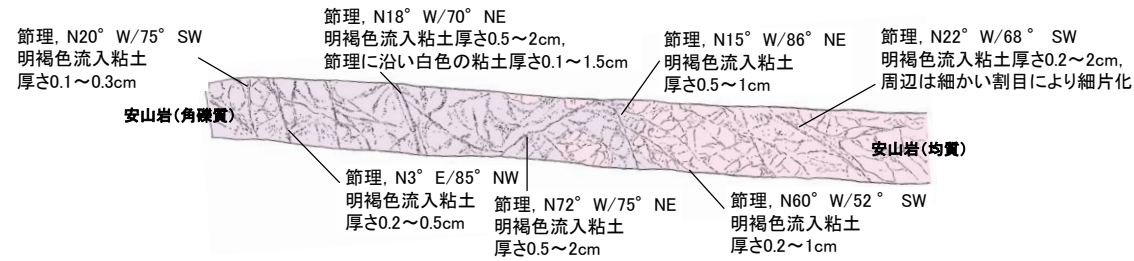 節理, N20° W/75° SW
明褐色流入粘土
厚さ0.1～0.3cm
節理, N18° W/70° NE
明褐色流入粘土厚さ0.5～2cm,
節理に沿い白色の粘土厚さ0.1～1.5cm
節理, N15° W/86° NE
明褐色流入粘土
厚さ0.5～1cm
節理, N22° W/68 ° SW
明褐色流入粘土厚さ0.2～2cm,
周辺は細かい割目により細片化
安山岩(角礫質)
安山岩(均質)
節理, N3° E/85° NW
明褐色流入粘土
厚さ0.2～0.5cm
節理, N72° W/75° NE
明褐色流入粘土
厚さ0.5～2cm
節理, N60° W/52 ° SW
明褐色流入粘土
厚さ0.2～1cm